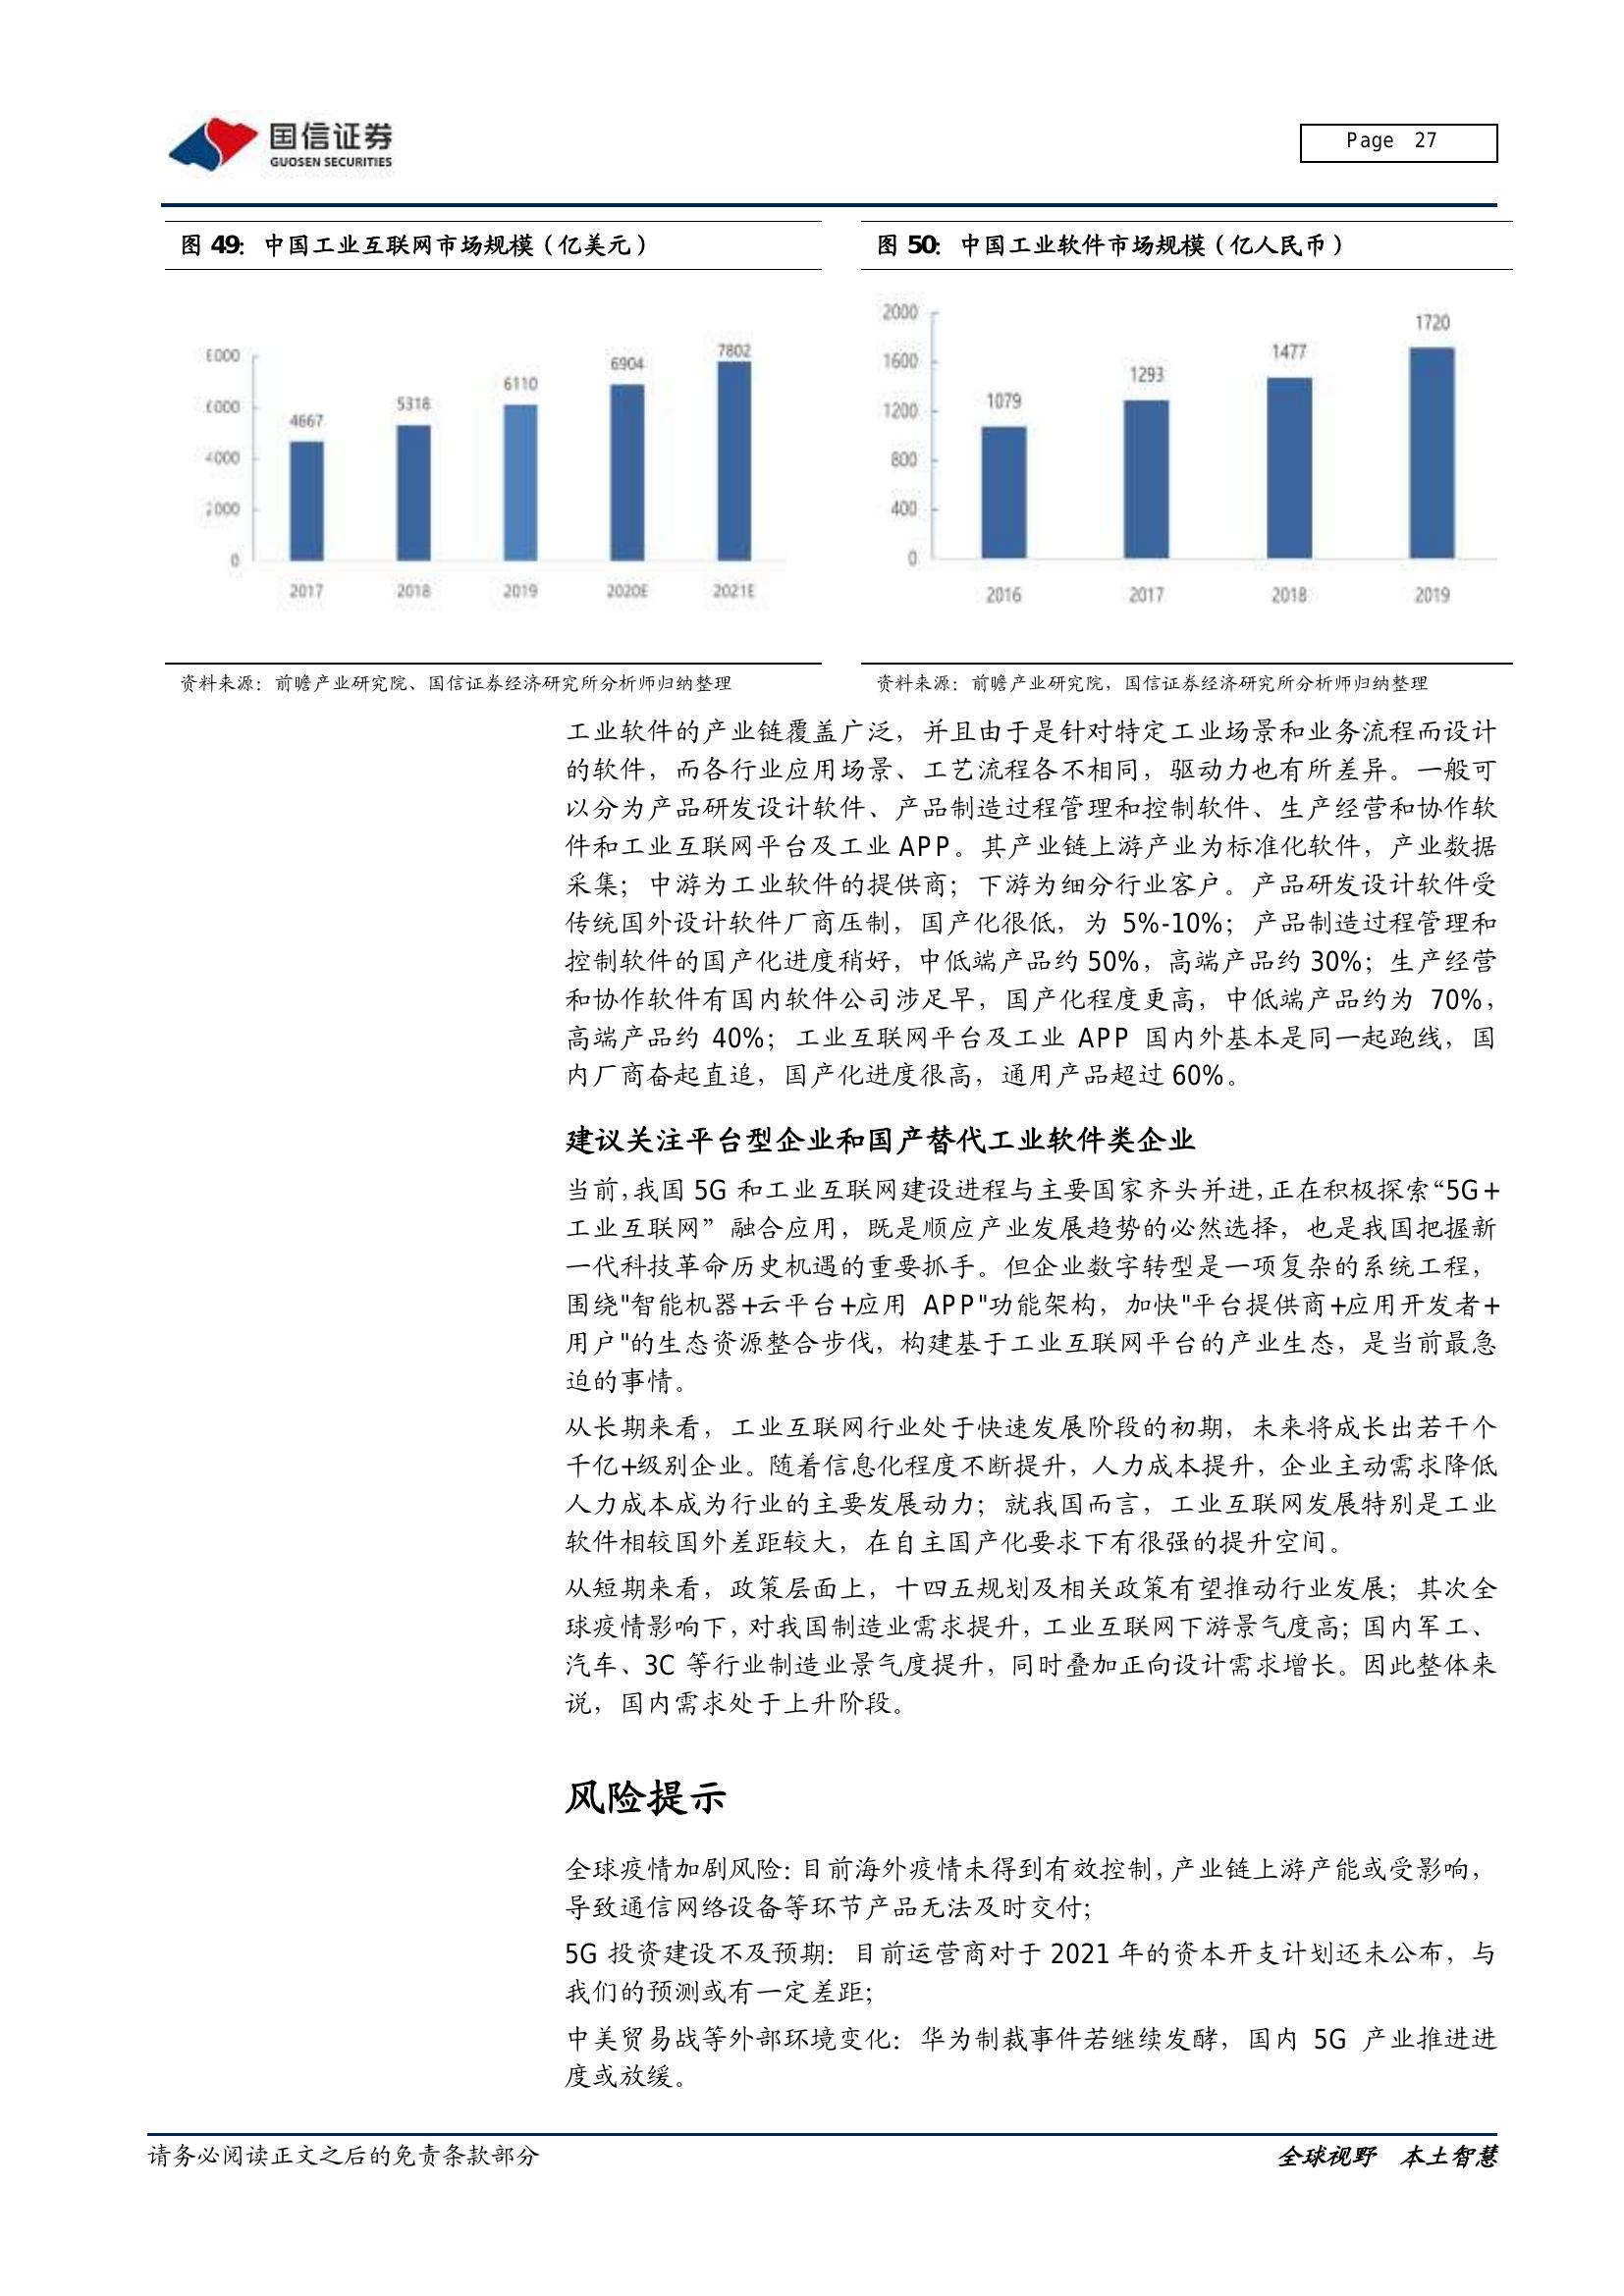 国信证券
GUOSEN SECURITIES
Page 27
图 49：中国工业互联网市场规模（亿美元）
8000
6000
4000
2000
0
4667
5318
6110
6904
7802
2017
2018
2019
2020E
2021E
资料来源：前瞻产业研究院、国信证券经济研究所分析师归纳整理
图 50：中国工业软件市场规模（亿人民币）
2000
1600
1200
800
400
0
1079
1293
1477
1720
2016
2017
2018
2019
资料来源：前瞻产业研究院，国信证券经济研究所分析师归纳整理
工业软件的产业链覆盖广泛，并且由于是针对特定工业场景和业务流程而设计
的软件，而各行业应用场景、工艺流程各不相同，驱动力也有所差异。一般可
以分为产品研发设计软件、产品制造过程管理和控制软件、生产经营和协作软
件和工业互联网平台及工业 APP。其产业链上游产业为标准化软件，产业数据
采集；中游为工业软件的提供商；下游为细分行业客户。产品研发设计软件受
传统国外设计软件厂商压制，国产化很低，为 5%-10%；产品制造过程管理和
控制软件的国产化进度稍好，中低端产品约 50%，高端产品约 30%；生产经营
和协作软件有国内软件公司涉足早，国产化程度更高，中低端产品约为 70%，
高端产品约 40%；工业互联网平台及工业 APP 国内外基本是同一起跑线，国
内厂商奋起直追，国产化进度很高，通用产品超过 60%。
建议关注平台型企业和国产替代工业软件类企业
当前，我国 5G 和工业互联网建设进程与主要国家齐头并进，正在积极探索“5G+
工业互联网”融合应用，既是顺应产业发展趋势的必然选择，也是我国把握新
一代科技革命历史机遇的重要抓手。但企业数字转型是一项复杂的系统工程，
围绕"智能机器+云平台+应用 APP"功能架构，加快"平台提供商+应用开发者+
用户"的生态资源整合步伐，构建基于工业互联网平台的产业生态，是当前最急
迫的事情。
从长期来看，工业互联网行业处于快速发展阶段的初期，未来将成长出若干个
千亿+级别企业。随着信息化程度不断提升，人力成本提升，企业主动需求降低
人力成本成为行业的主要发展动力；就我国而言，工业互联网发展特别是工业
软件相较国外差距较大，在自主国产化要求下有很强的提升空间。
从短期来看，政策层面上，十四五规划及相关政策有望推动行业发展；其次全
球疫情影响下，对我国制造业需求提升，工业互联网下游景气度高；国内军工、
汽车、3C 等行业制造业景气度提升，同时叠加正向设计需求增长。因此整体来
说，国内需求处于上升阶段。
风险提示
全球疫情加剧风险：目前海外疫情未得到有效控制，产业链上游产能或受影响，
导致通信网络设备等环节产品无法及时交付；
5G 投资建设不及预期：目前运营商对于 2021 年的资本开支计划还未公布，与
我们的预测或有一定差距；
中美贸易战等外部环境变化：华为制裁事件若继续发酵，国内 5G 产业推进进
度或放缓。
请务必阅读正文之后的免责条款部分
全球视野 本土智慧